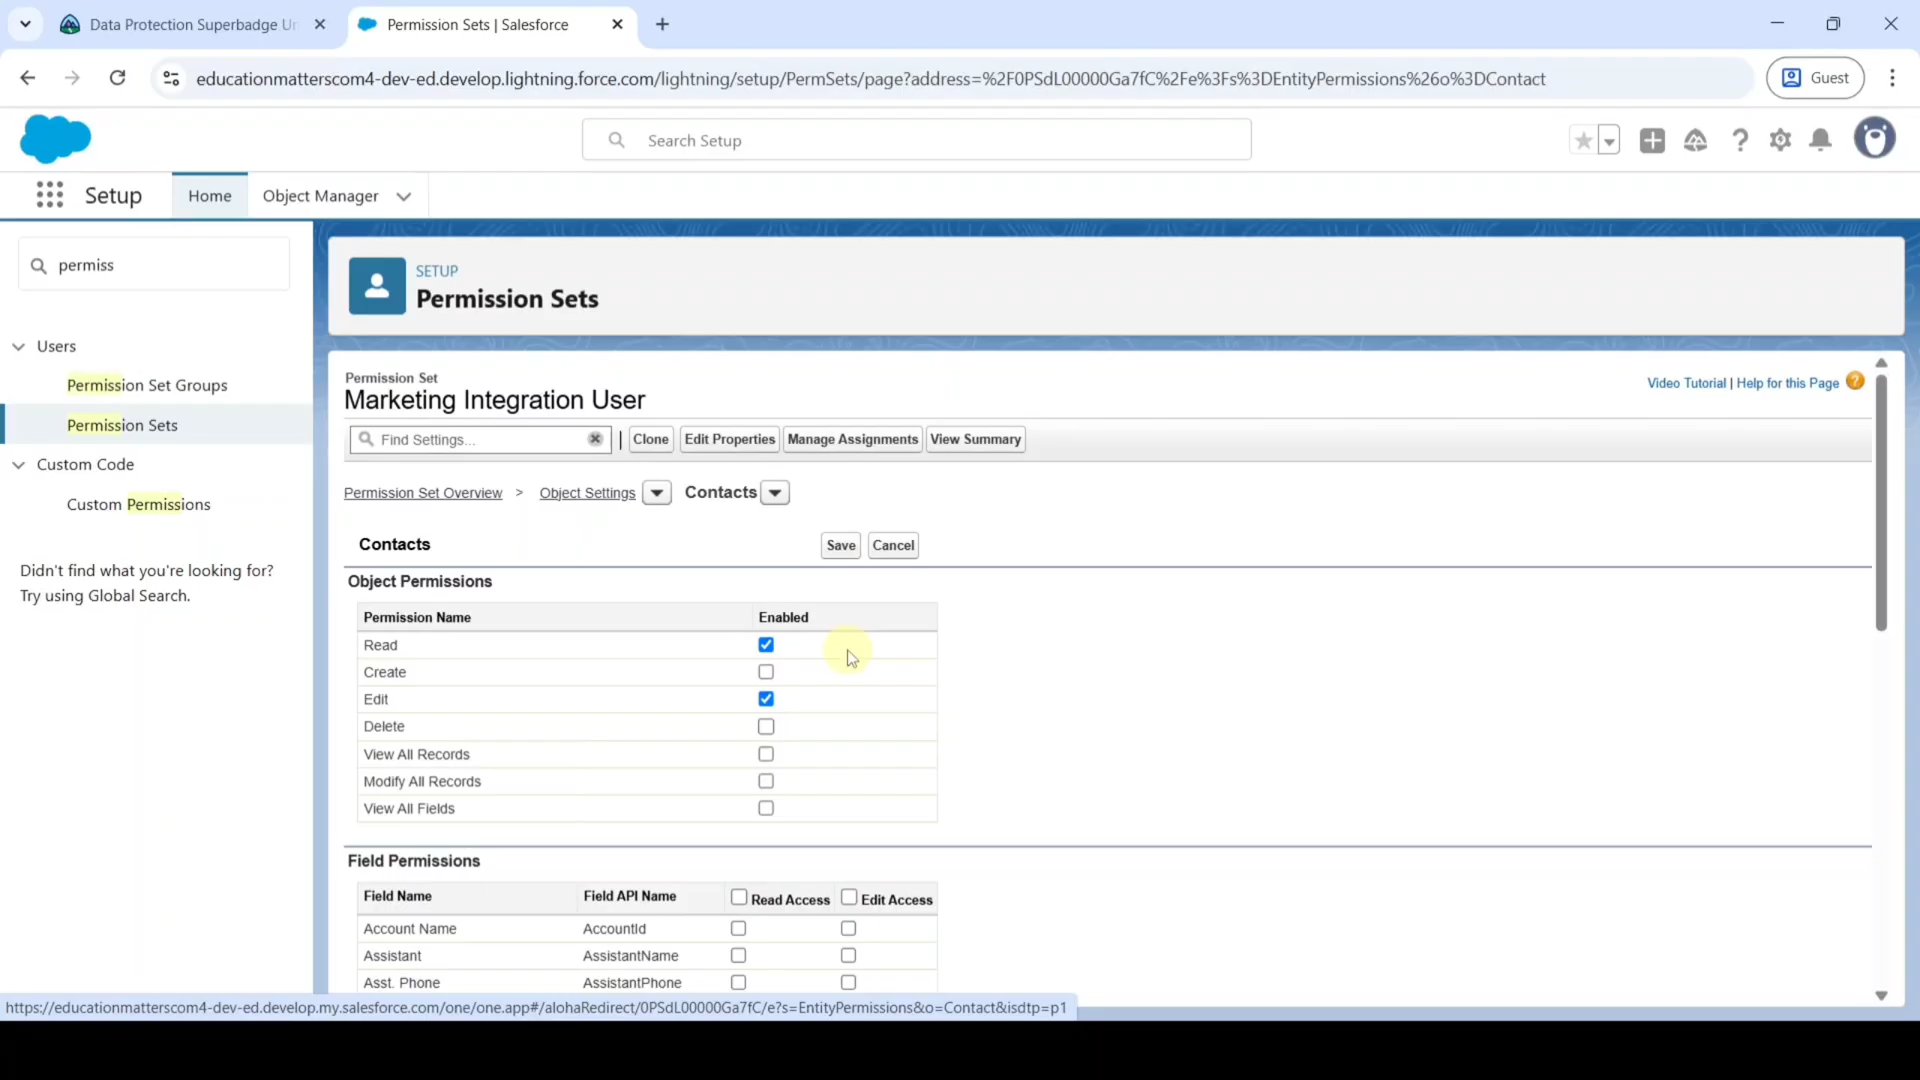 Data Protection Superbadge Ur
Permission Sets | Salesforce
educationmatterscom4-dev-ed.develop.lightning.force.com/lightning/setup/PermSets/page?address=%2F0PSdL00000Ga7fC%2Fe%3Fs%3DEntityPermissions%26o%3DContact
Guest
Search Setup
Setup
Home
Object Manager
permiss
Users
Permission Set Groups
Permission Sets
Custom Code
Custom Permissions
Didn't find what you're looking for?
Try using Global Search.
SETUP
Permission Sets
Permission Set
Marketing Integration User
Video Tutorial | Help for this Page
Find Settings... | Clone Edit Properties Manage Assignments View Summary
Permission Set Overview > Object Settings Contacts
Contacts Save Cancel
Object Permissions
Permission Name Enabled
Read
Create
Edit
Delete
View All Records
Modify All Records
View All Fields
Field Permissions
Field Name Field API Name Read Access Edit Access
Account Name AccountId
Assistant AssistantName
Asst. Phone AssistantPhone
https://educationmatterscom4-dev-ed.develop.my.salesforce.com/one/one.app#/alohaRedirect/0PSdL00000Ga7fC/e?s=EntityPermissions&o=Contact&isdtp=p1